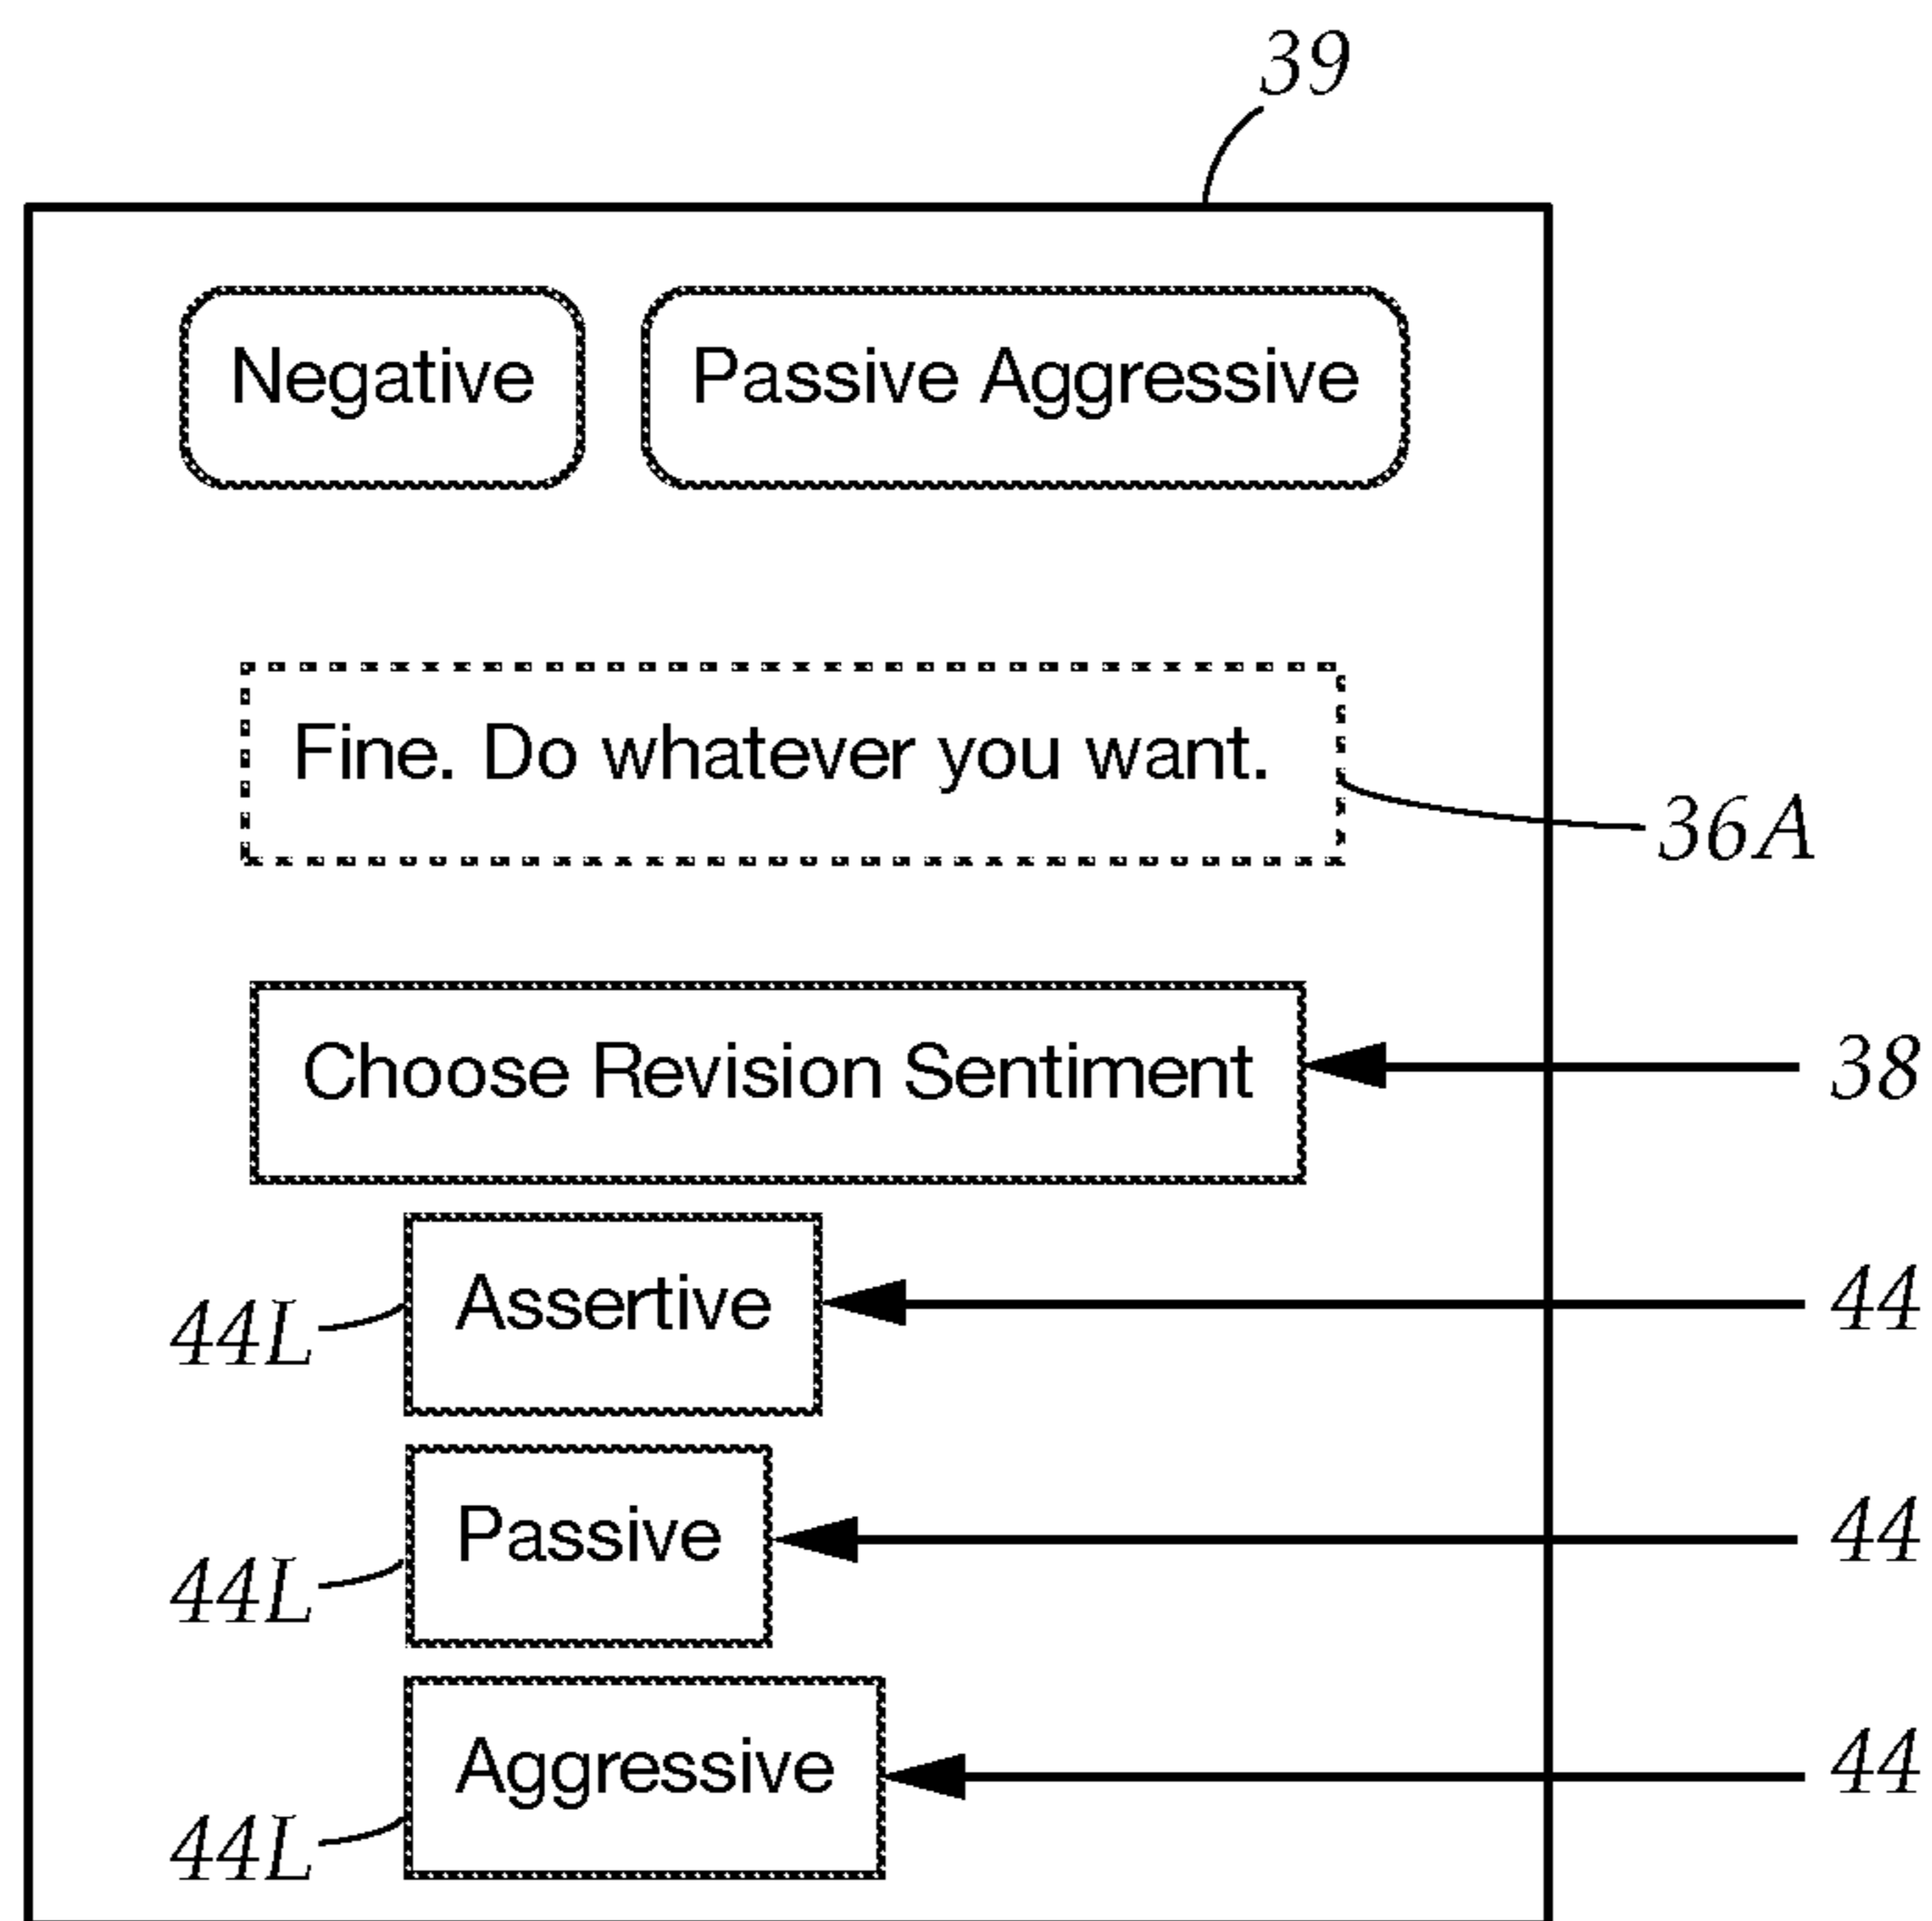 39
Negative Passive Aggressive
Fine. Do whatever you want.
36A
Choose Revision Sentiment 38
Assertive 44
44L
Passive 44
44L
Aggressive 44
44L